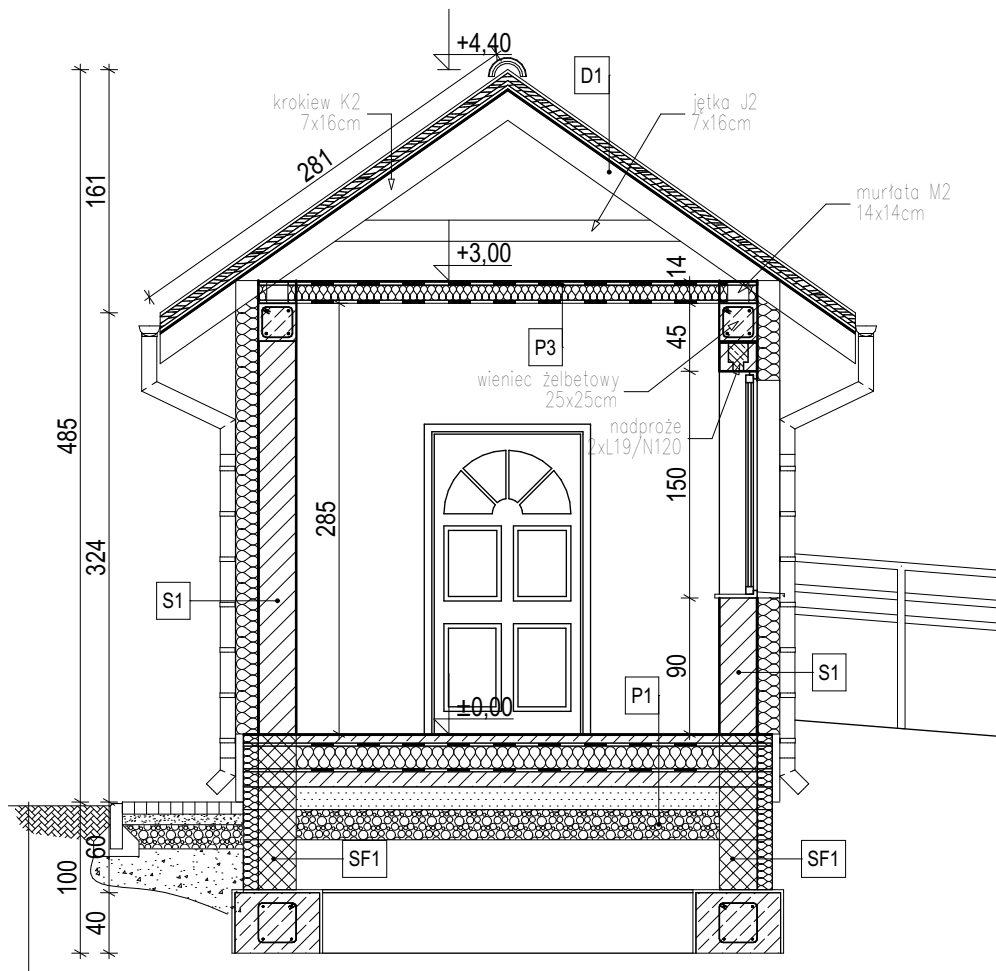 +4,40
D1
krokiew K2
7x16cm
jętka J2
7x16cm
281
161
murłata M2
14x14cm
+3,00
14
P3
45
wieniec żelbetowy
25x25cm
nadproże
2xL19/N120
485
150
285
324
S1
90
S1
P1
±0,00
60
SF1
SF1
100
40